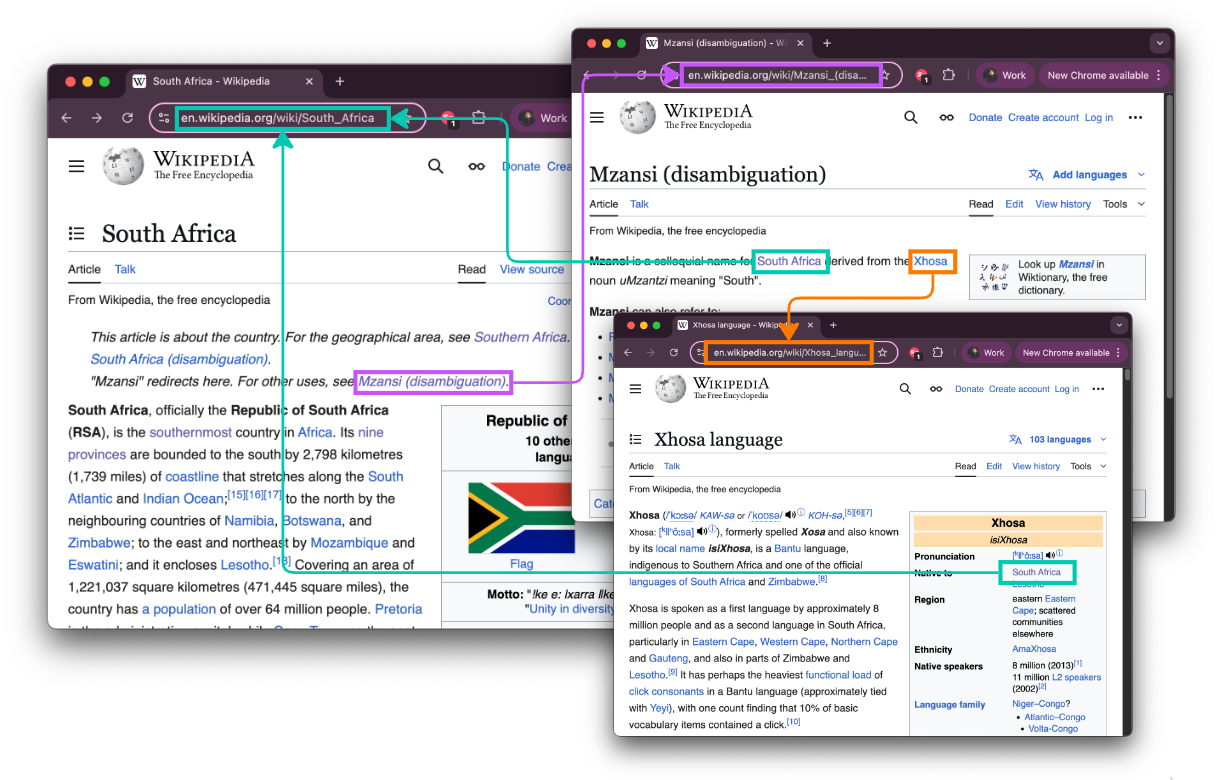 South Africa - Wikipedia
en.wikipedia.org/wiki/South_Africa
1
Work
WIKIPEDIA
The Free Encyclopedia
Donate
South Africa
Article Talk
Read View source
From Wikipedia, the free encyclopedia
This article is about the country. For the geographical area, see Southern Africa.
South Africa (disambiguation).
"Mzansi" redirects here. For other uses, see Mzansi (disambiguation).
South Africa, officially the Republic of South Africa
(RSA), is the southernmost country in Africa. Its nine
provinces are bounded to the south by 2,798 kilometres
(1,739 miles) of coastline that stretches along the South
Atlantic and Indian Ocean;[15][16][17] to the north by the
neighbouring countries of Namibia, Botswana, and
Zimbabwe; to the east and northeast by Mozambique and
Eswatini; and it encloses Lesotho.[18] Covering an area of
1,221,037 square kilometres (471,445 square miles), the
country has a population of over 64 million people. Pretoria
Republic of
10
Flag
Motto: "ǃke e: ǀxarra ǁke
"Unity in diversity
Mzansi (disambiguation) - Wi
en.wikipedia.org/wiki/Mzansi_(disa...
1
Work
New Chrome available
WIKIPEDIA
The Free Encyclopedia
Donate Create account Log in
Mzansi (disambiguation)
Add languages
Article Talk
Read Edit View history Tools
From Wikipedia, the free encyclopedia
Mzansi is a colloquial name for South Africa derived from the Xhosa
noun uMzantzi meaning "South".
Look up Mzansi in
Wiktionary, the free
dictionary.
Mzansi can also refer to:
Xhosa language - Wikip
en.wikipedia.org/wiki/Xhosa_langu...
1
Work
New Chrome available
WIKIPEDIA
The Free Encyclopedia
Donate Create account Log in
Xhosa language
103 languages
Article Talk
Read Edit View history Tools
From Wikipedia, the free encyclopedia
Xhosa (/ˈkɔːsə/ KAW-sə or /ˈkoʊsə/ KOH-sə,[5][6][7]
Xhosa: [ᵏǁʰôːsa]), formerly spelled Xosa and also known
by its local name isiXhosa, is a Bantu language,
indigenous to Southern Africa and one of the official
languages of South Africa and Zimbabwe.[8]
Xhosa is spoken as a first language by approximately 8
million people and as a second language in South Africa,
particularly in Eastern Cape, Western Cape, Northern Cape
and Gauteng, and also in parts of Zimbabwe and
Lesotho.[9] It has perhaps the heaviest functional load of
click consonants in a Bantu language (approximately tied
with Yeyi), with one count finding that 10% of basic
vocabulary items contained a click.[10]
Xhosa
isiXhosa
Pronunciation [ᵏǁʰôːsa]
Native to South Africa
Lesotho
Region eastern Eastern
Cape; scattered
communities
elsewhere
Ethnicity AmaXhosa
Native speakers 8 million (2013)[1]
11 million L2 speakers
(2002)[2]
Language family Niger–Congo?
Atlantic–Congo
Volta-Congo